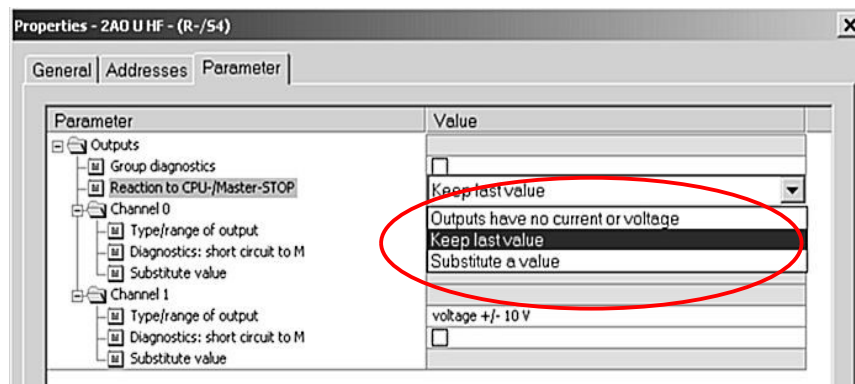 Properties - 2AO U HF - (R-/S4)
General Addresses Parameter
Parameter Value
Outputs
Group diagnostics
Reaction to CPU-/Master-STOP Keep last value
Channel 0 Outputs have no current or voltage
Type/range of output Keep last value
Diagnostics: short circuit to M Substitute a value
Substitute value
Channel 1
Type/range of output voltage +/- 10 V
Diagnostics: short circuit to M
Substitute value